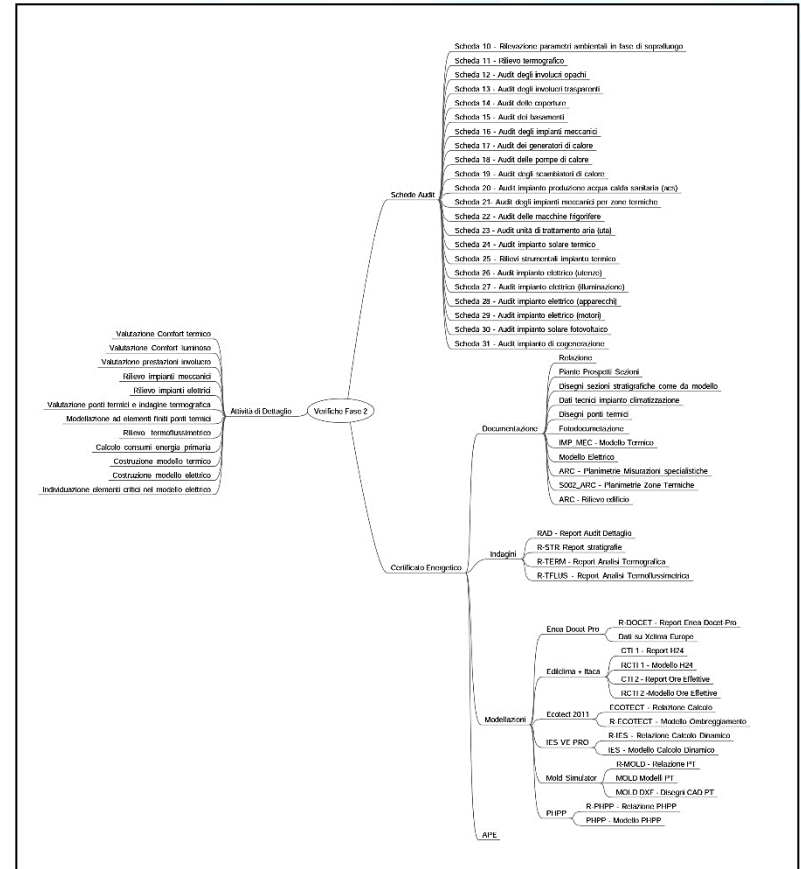 Scheda 10 - Rilevazione parametri ambientali in fase di sopralluogo
Scheda 11 - Rilievo termografico
Scheda 12 - Audit degli involucri opachi
Scheda 13 - Audit degli involucri trasparenti
Scheda 14 - Audit delle coperture
Scheda 15 - Audit dei basamenti
Scheda 16 - Audit degli impianti meccanici
Scheda 17 - Audit dei generatori di calore
Scheda 18 - Audit delle pompe di calore
Scheda 19 - Audit degli scambiatori di calore
Scheda 20 - Audit impianto produzione acqua calda sanitaria (acs)
Scheda 21- Audit degli impianti meccanici per zone termiche
Scheda 22 - Audit delle macchine frigorifere
Scheda 23 - Audit unità di trattamento aria (uta)
Scheda 24 - Audit impianto solare termico
Scheda 25 - Rilievi strumentali impianto termico
Scheda 26 - Audit impianto elettrico (utenze)
Scheda 27 - Audit impianto elettrico (illuminazione)
Scheda 28 - Audit impianto elettrico (apparecchi)
Scheda 29 - Audit impianto elettrico (motori)
Scheda 30 - Audit impianto solare fotovoltaico
Scheda 31 - Audit impianto di cogenerazione
Schede Audit
Valutazione Comfort termico
Valutazione Comfort luminoso
Valutazione prestazioni involucro
Rilievo impianti meccanici
Rilievo impianti elettrici
Valutazione ponti termici e indagine termografica
Modellazione ad elementi finiti ponti termici
Rilievo termoflussimetrico
Calcolo consumi energia primaria
Costruzione modello termico
Costruzione modello elettrico
Individuazione elementi critici nel modello elettrico
Attività di Dettaglio
Verifiche Fase 2
Documentazione
Relazione
Piante Prospetti Sezioni
Disegni sezioni stratigrafiche come da modello
Dati tecnici impianto climatizzazione
Disegni ponti termici
Fotodocumetazione
IMP_MEC - Modello Termico
Modello Elettrico
ARC - Planimetrie Misurazioni specialistiche
S002_ARC - Planimetrie Zone Termiche
ARC - Rilievo edificio
Certificato Energetico
Indagini
RAD - Report Audit Dettaglio
R-STR Report stratigrafie
R-TERM - Report Analisi Termografica
R-TFLUS - Report Analisi Termoflussimetrica
Modellazioni
Enea Docet Pro
R-DOCET - Report Enea Docet-Pro
Dati su Xclima Europe
Edilclima + Itaca
CTI 1 - Report H24
RCTI 1 - Modello H24
CTI 2 - Report Ore Effettive
RCTI 2 -Modello Ore Effettive
Ecotect 2011
ECOTECT - Relazione Calcolo
R-ECOTECT - Modello Ombreggiamento
IES VE PRO
R-IES - Relazione Calcolo Dinamico
IES - Modello Calcolo Dinamico
Mold Simulator
R-MOLD - Relazione PT
MOLD Modelli PT
MOLD DXF - Disegni CAD PT
PHPP
R-PHPP - Relazione PHPP
PHPP - Modello PHPP
APE